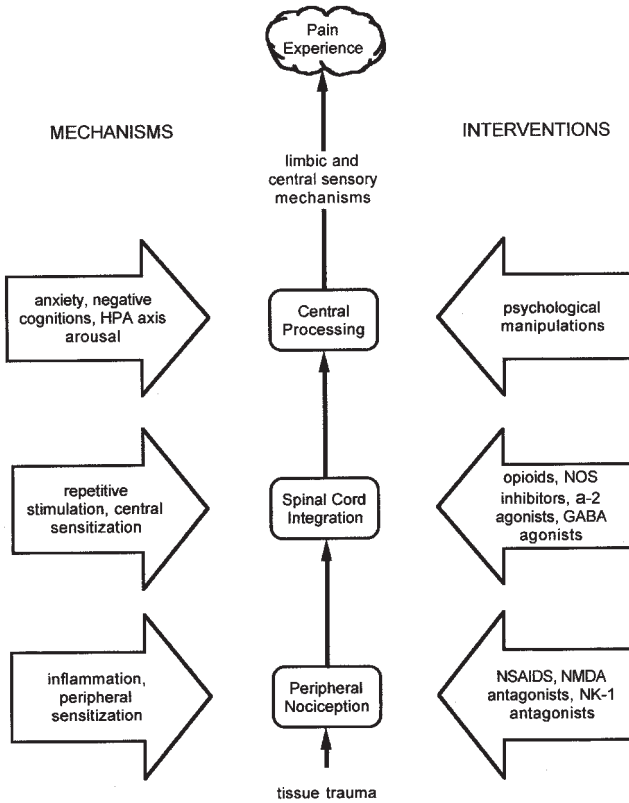 Pain
Experience
MECHANISMS
INTERVENTIONS
limbic and
central sensory
mechanisms
anxiety, negative
cognitions, HPA axis
arousal
Central
Processing
psychological
manipulations
repetitive
stimulation, central
sensitization
Spinal Cord
Integration
opioids, NOS
inhibitors, a-2
agonists, GABA
agonists
inflammation,
peripheral
sensitization
Peripheral
Nociception
NSAIDS, NMDA
antagonists, NK-1
antagonists
tissue trauma